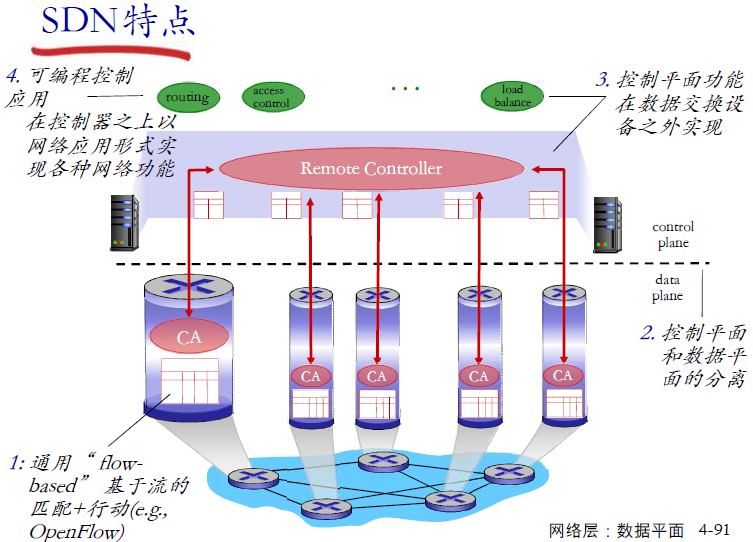 SDN特点
4. 可编程控制
应用
在控制器之上以
网络应用形式实
现各种网络功能
routing
access
control
...
load
balance
3. 控制平面功能
在数据交换设
备之外实现
Remote Controller
control
plane
data
plane
2. 控制平面
和数据平
面的分离
CA
CA
CA
CA
CA
1: 通用“ flow-
based” 基于流的
匹配+行动(e.g.,
OpenFlow)
网络层：数据平面 4-91